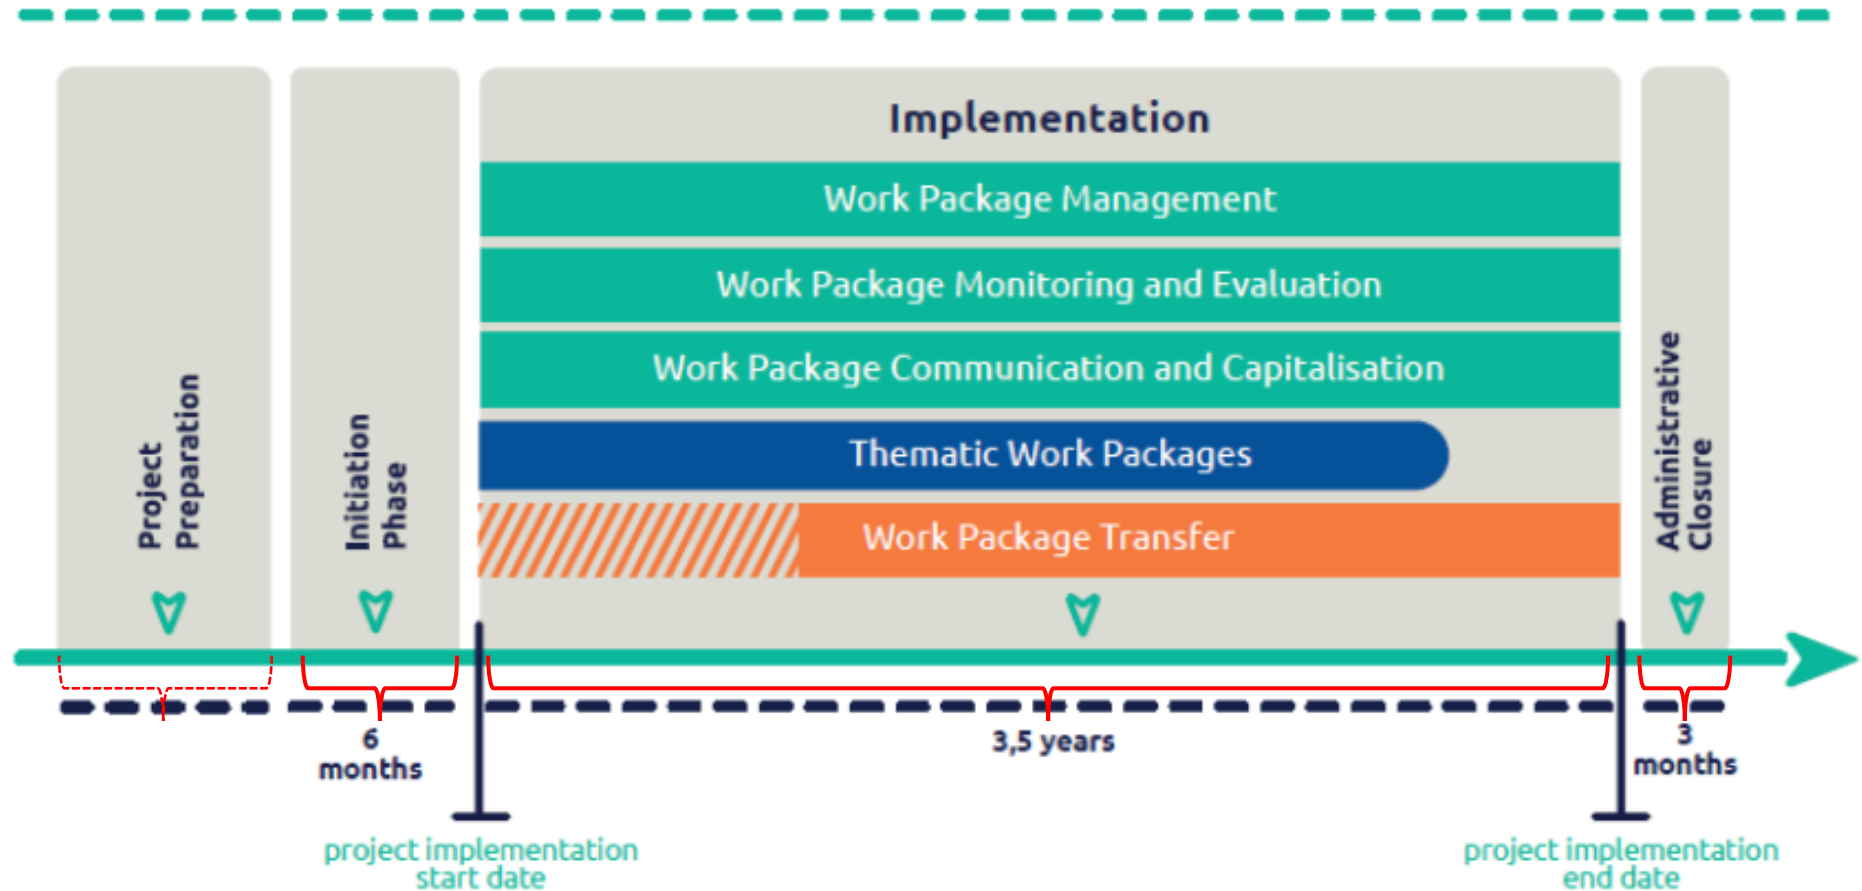 Implementation
Work Package Management
Work Package Monitoring and Evaluation
Work Package Communication and Capitalisation
Thematic Work Packages
Work Package Transfer
Project
Preparation
Initiation
Phase
Administrative
Closure
6
months
3,5 years
3
months
project implementation
start date
project implementation
end date